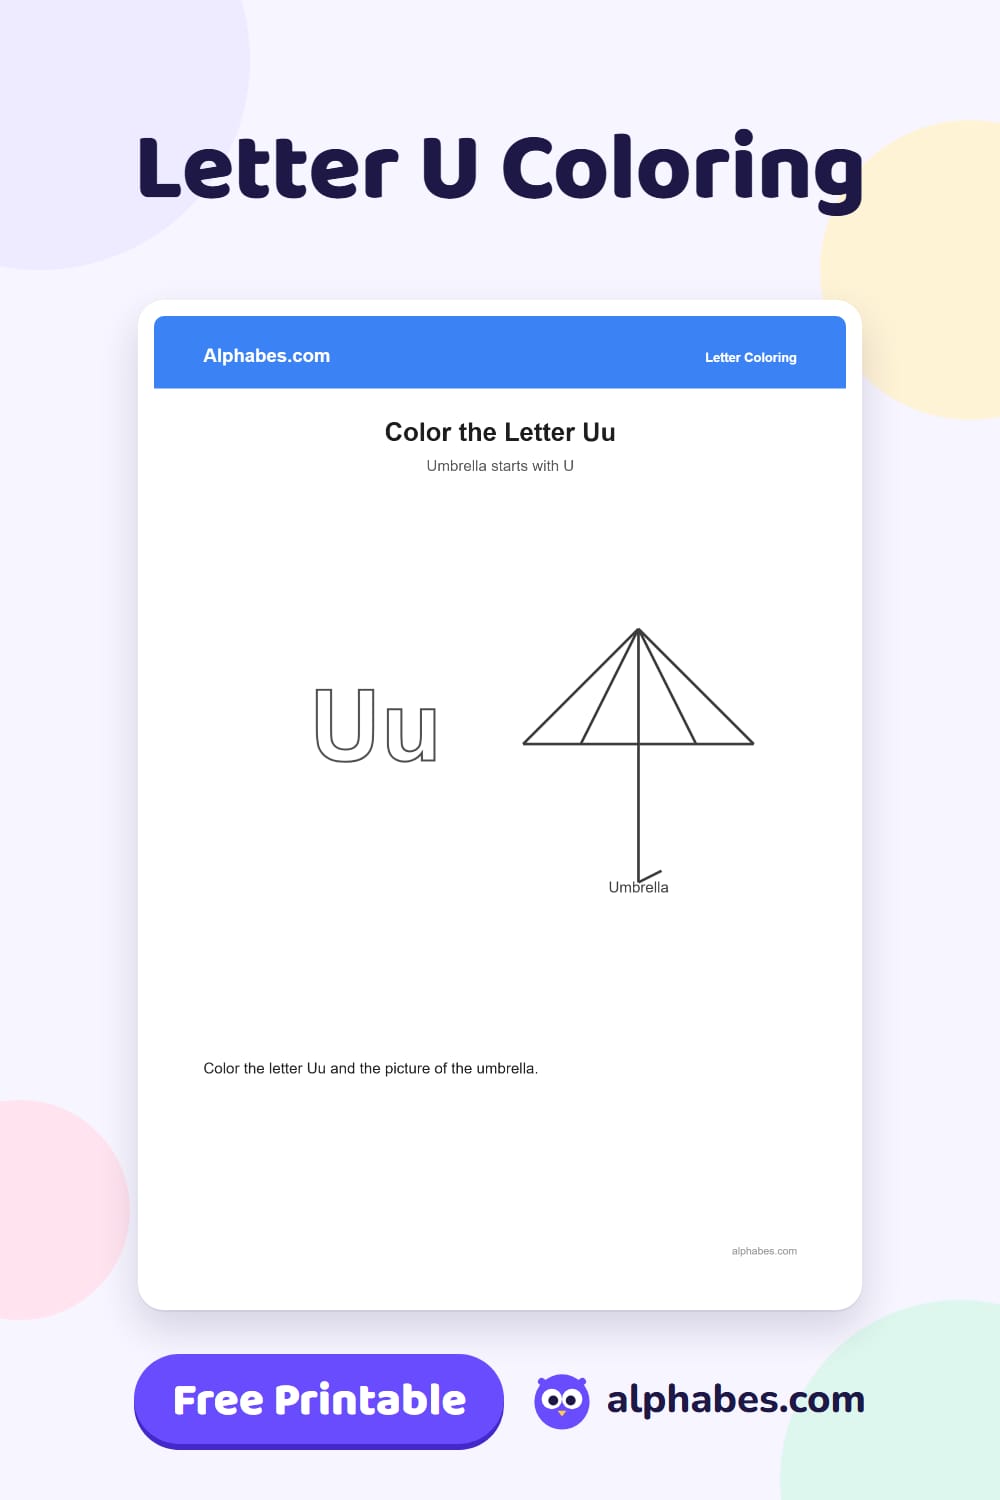 Letter U Coloring
Alphabes.com
Letter Coloring
Color the Letter Uu
Umbrella starts with U
Uu
Umbrella
Color the letter Uu and the picture of the umbrella.
alphabes.com
Free Printable
alphabes.com